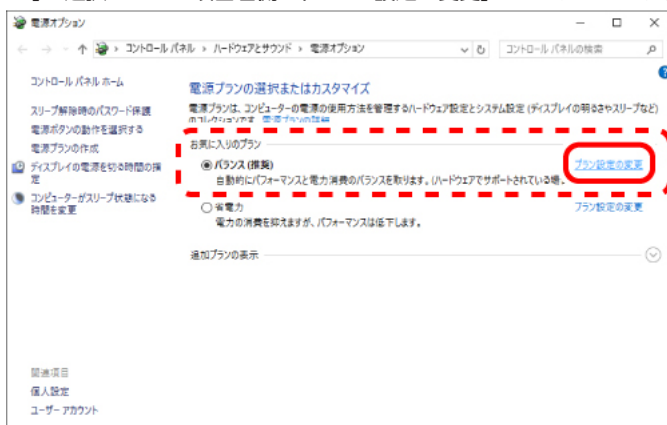 電源オプション
コントロール パネル › ハードウェアとサウンド › 電源オプション
コントロール パネルの検索
コントロール パネル ホーム
スリープ解除時のパスワード保護
電源ボタンの動作を選択する
電源プランの作成
ディスプレイの電源を切る時間の指定
コンピューターがスリープ状態になる時間を変更
電源プランの選択またはカスタマイズ
電源プランは、コンピューターの電源の使用方法を管理するハードウェア設定とシステム設定 (ディスプレイの明るさやスリープなど)
のコレクションです。電源プランの詳細
お気に入りのプラン
バランス (推奨)
プラン設定の変更
自動的にパフォーマンスと電力消費のバランスを取ります。(ハードウェアでサポートされている場
省電力
プラン設定の変更
電力の消費を抑えますが、パフォーマンスは低下します。
追加プランの表示
関連項目
個人設定
ユーザー アカウント